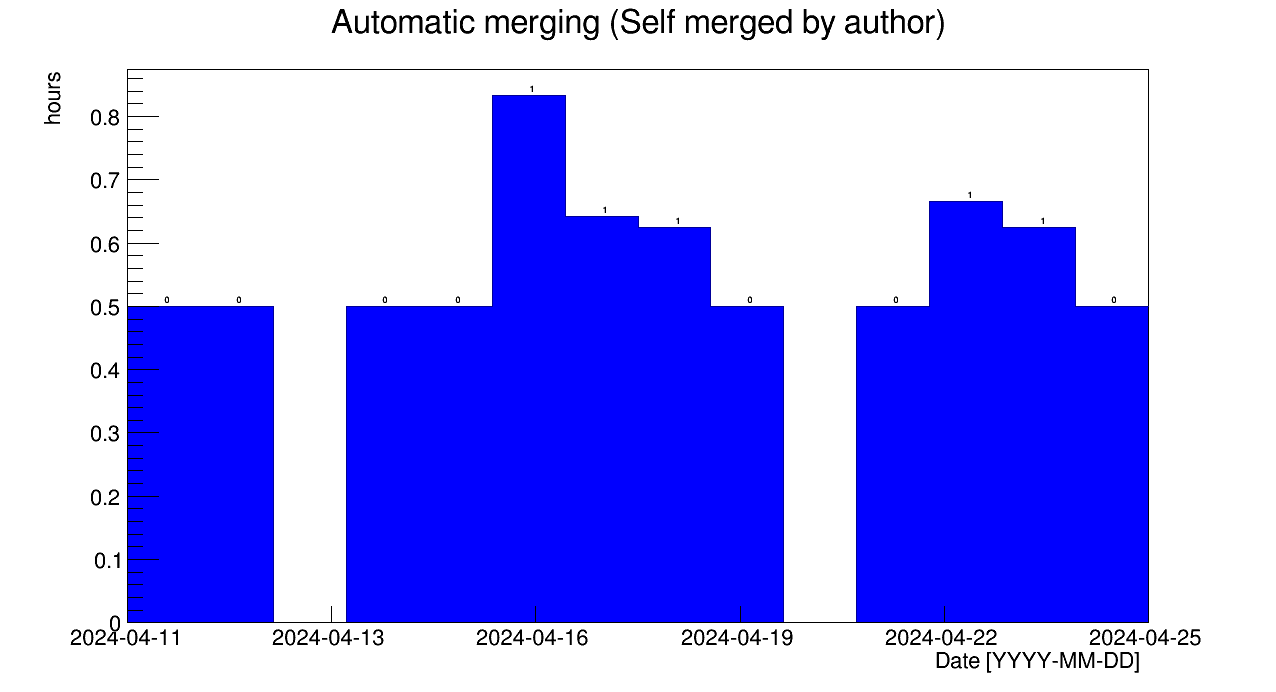 Automatic merging (Self merged by author)
hours
0.8
0.7
0.6
0.5
0.4
0.3
0.2
0.1
0
0 0 0 0 1 1 1 0 0 1 1 0
2024-04-11 2024-04-13 2024-04-16 2024-04-19 2024-04-22 2024-04-25
Date [YYYY-MM-DD]